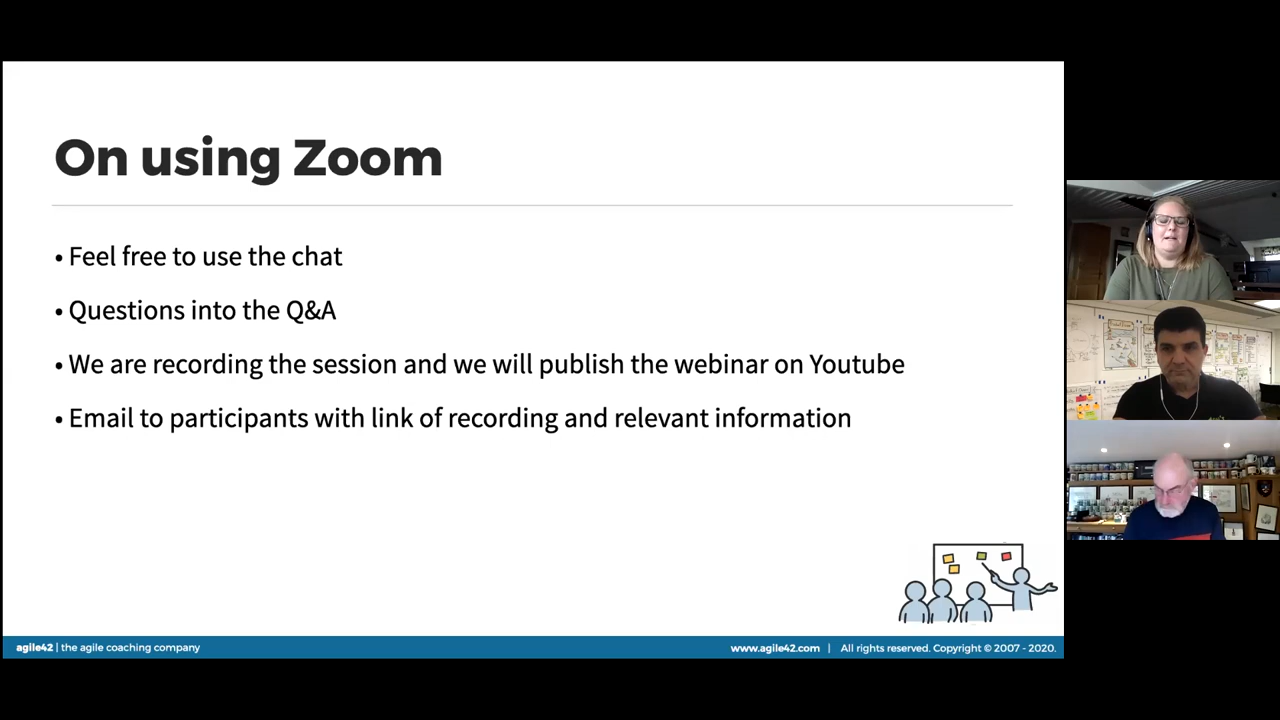 On using Zoom
• Feel free to use the chat
• Questions into the Q&A
• We are recording the session and we will publish the webinar on Youtube
• Email to participants with link of recording and relevant information
agile42 | the agile coaching company
www.agile42.com | All rights reserved. Copyright © 2007 - 2020.